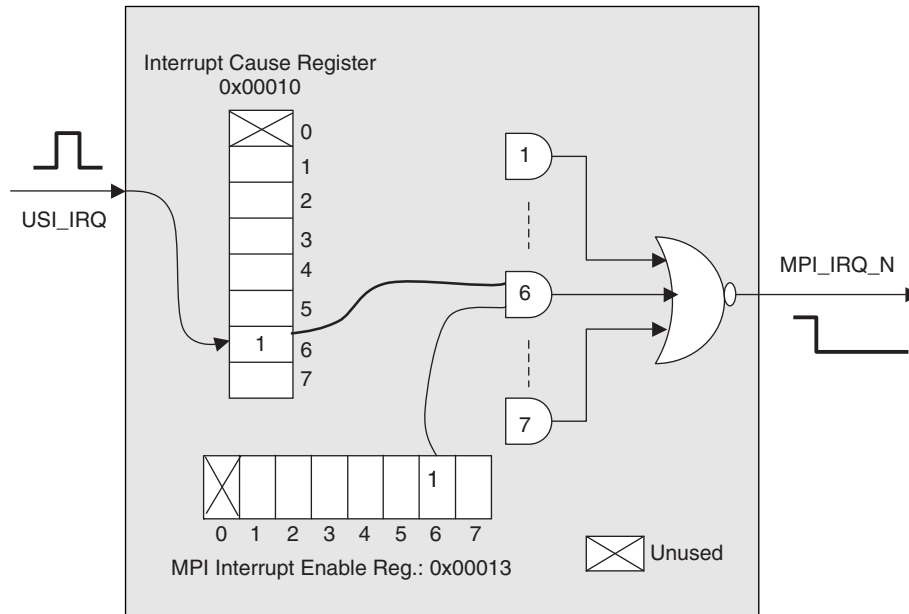 Interrupt Cause Register
0x00010
0
1
2
3
4
5
1
6
7
USI_IRQ
1
6
7
MPI_IRQ_N
1
0 1 2 3 4 5 6 7
MPI Interrupt Enable Reg.: 0x00013
Unused